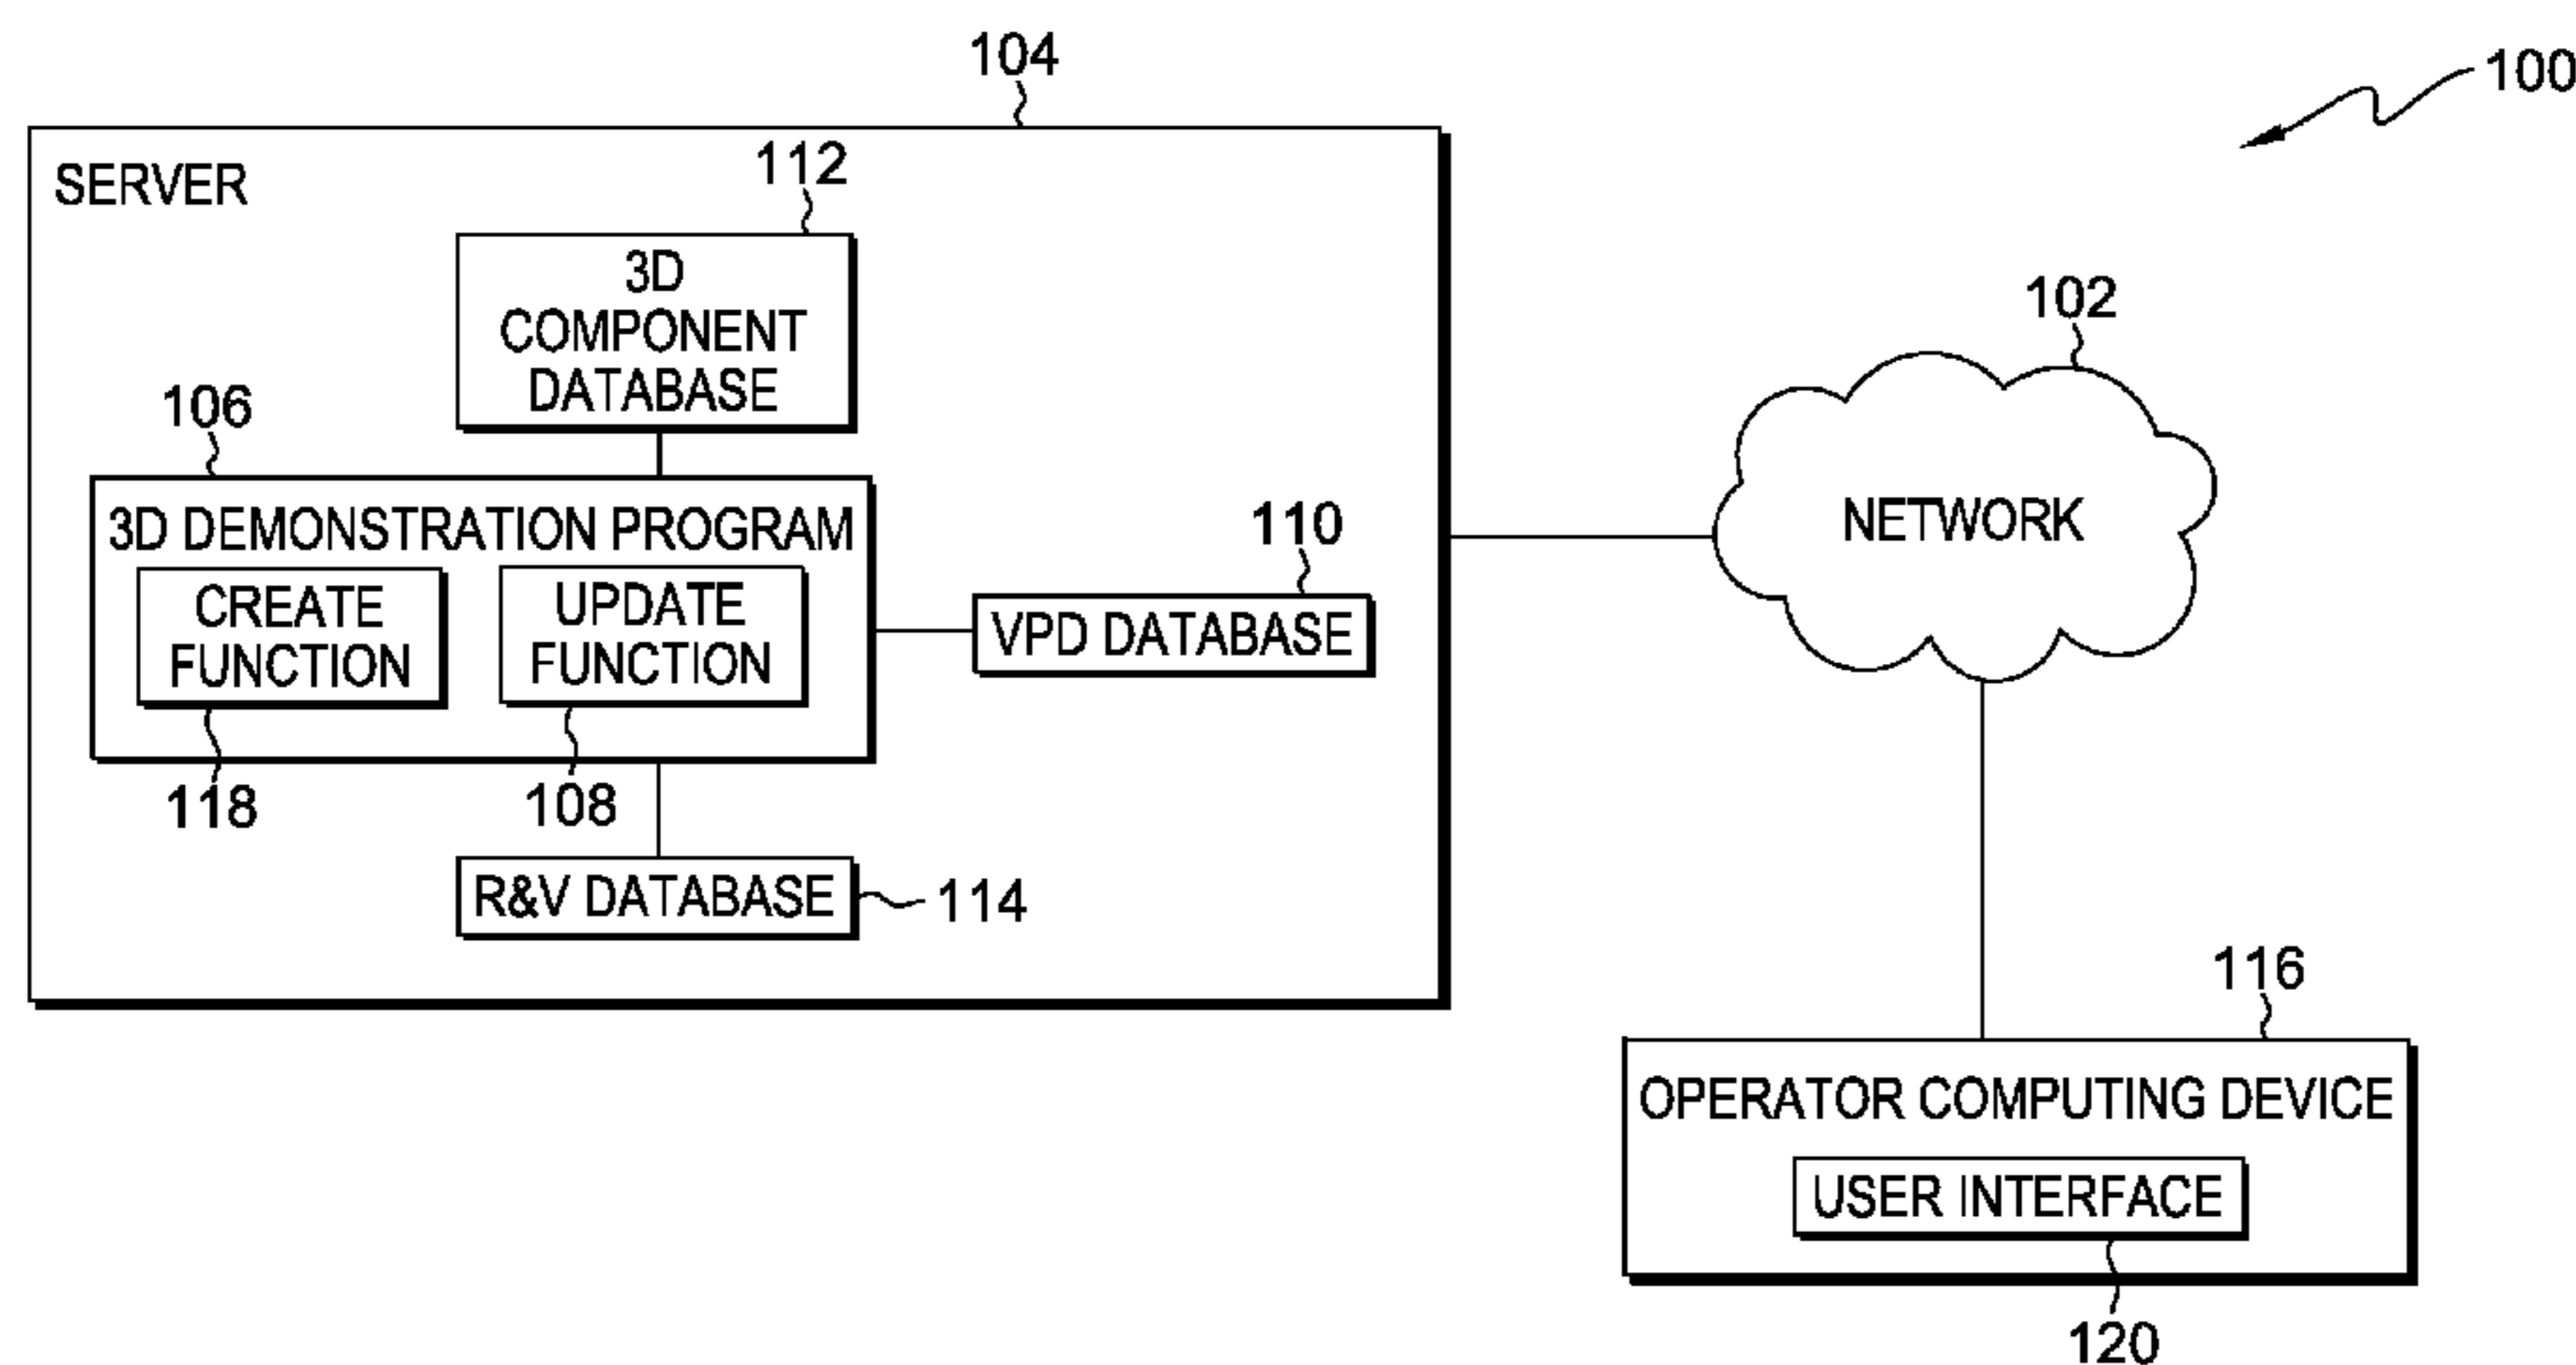 104
100
SERVER
112
3D
COMPONENT
DATABASE
102
106
NETWORK
3D DEMONSTRATION PROGRAM
110
CREATE
FUNCTION
UPDATE
FUNCTION
VPD DATABASE
118
108
R&V DATABASE
114
116
OPERATOR COMPUTING DEVICE
USER INTERFACE
120